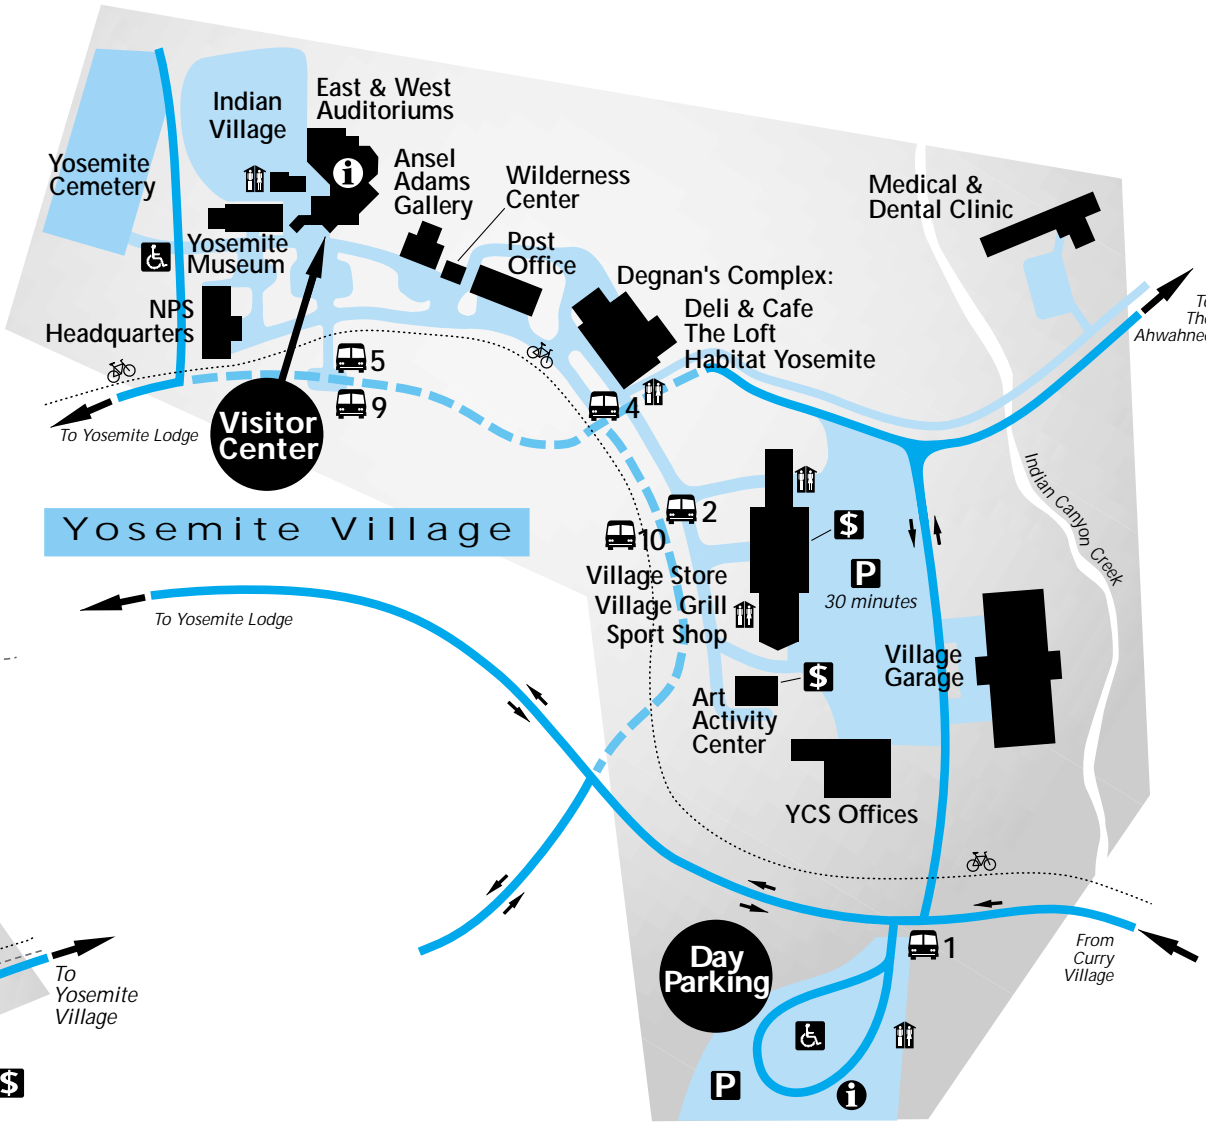 East & West
Auditoriums
Indian
Village
i
Ansel
Adams
Gallery
Wilderness
Center
Yosemite
Cemetery
Medical &
Dental Clinic
Post
Office
Yosemite
Museum
Degnan's Complex:
Deli & Cafe
The Loft
Habitat Yosemite
NPS
Headquarters
To
The
Ahwahnee
5
9
4
To Yosemite Lodge
Visitor
Center
Indian Canyon Creek
2
10
$
Yosemite Village
P
30 minutes
Village Store
Village Grill
Sport Shop
To Yosemite Lodge
Village
Garage
$
Art
Activity
Center
YCS Offices
1
From
Curry
Village
Day
Parking
To
Yosemite
Village
P
i
$